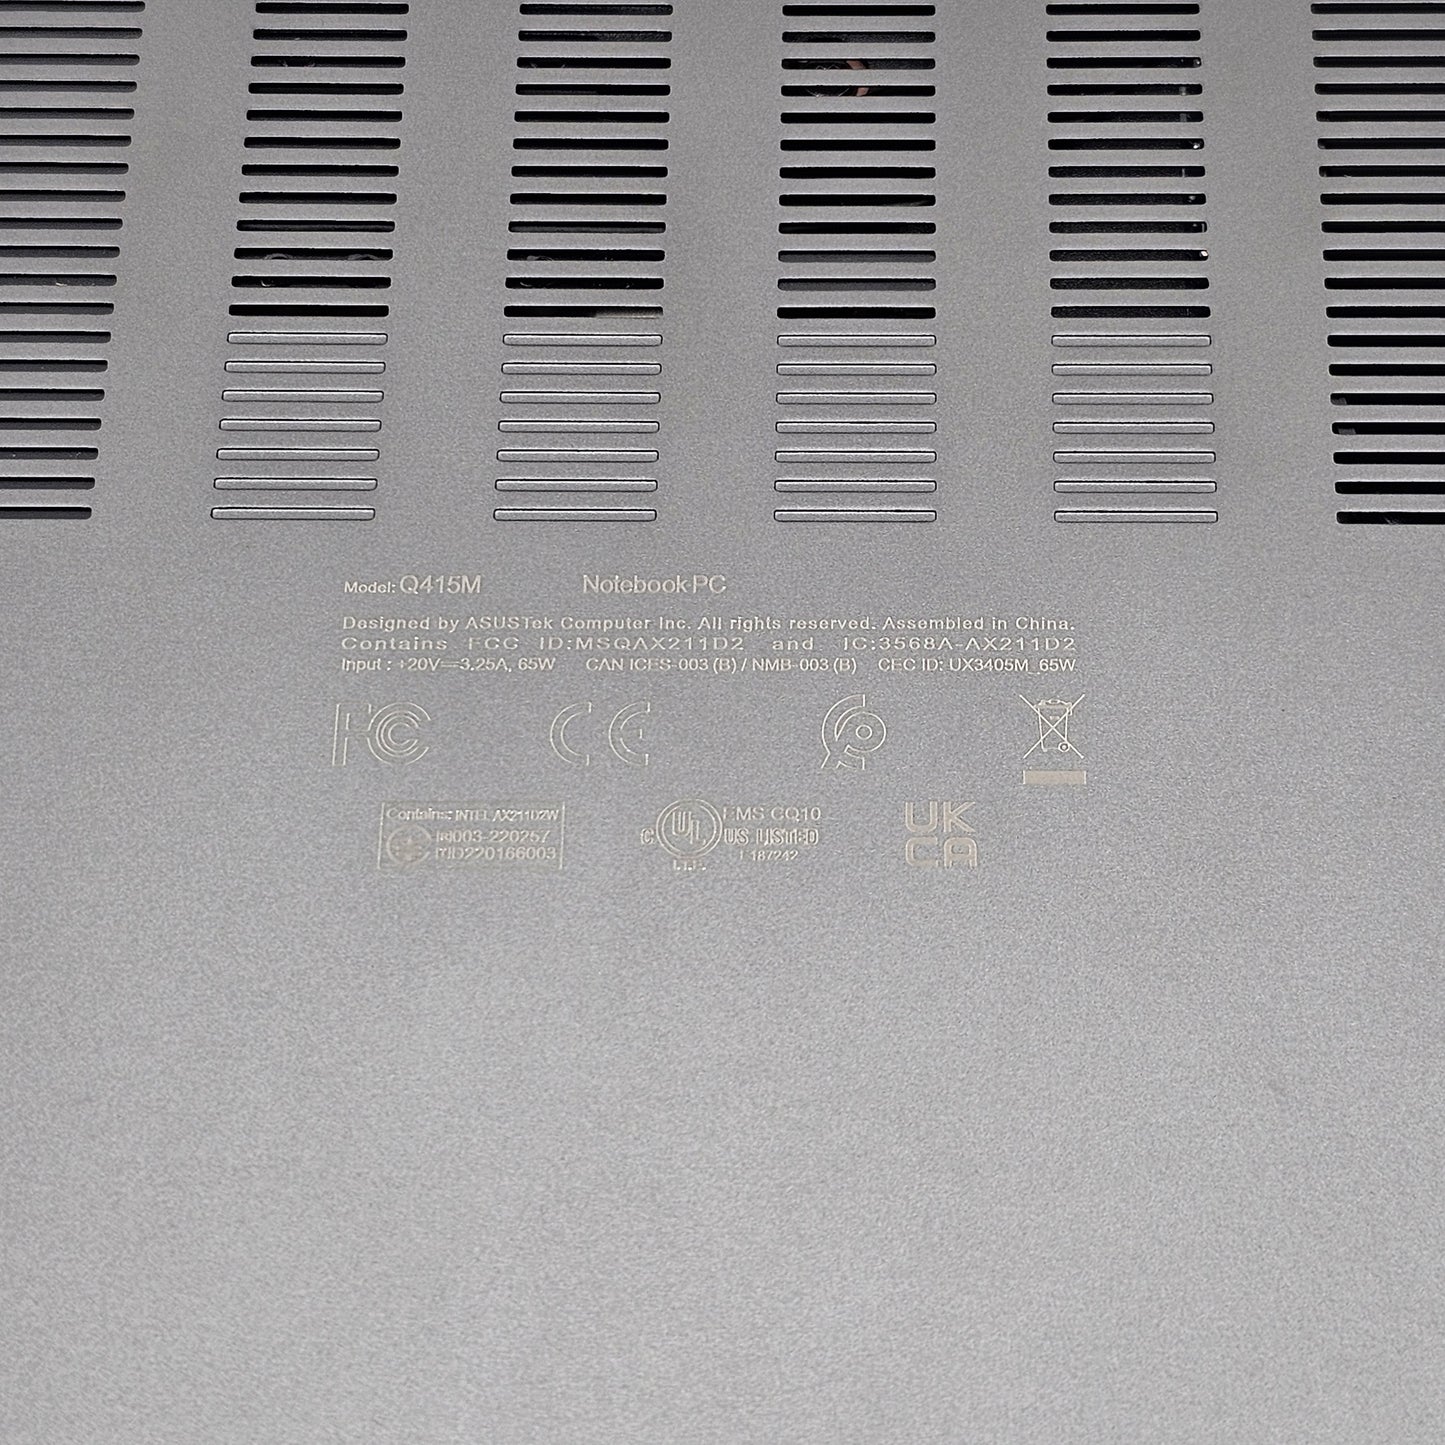 Model: Q415M Notebook PC
Designed by ASUSTek Computer Inc. All rights reserved. Assembled in China.
Contains FCC ID:MSQAX211D2 and IC:3568A-AX211D2
Input : +20V⎓3.25A, 65W CAN ICES-003 (B) / NMB-003 (B) CEC ID: UX3405M_65W
FC CE
Contains: INTEL AX211D2W
003-220257
D220166003
C UL US LISTED
I.T.E.
CQ10
187242
UK
CA